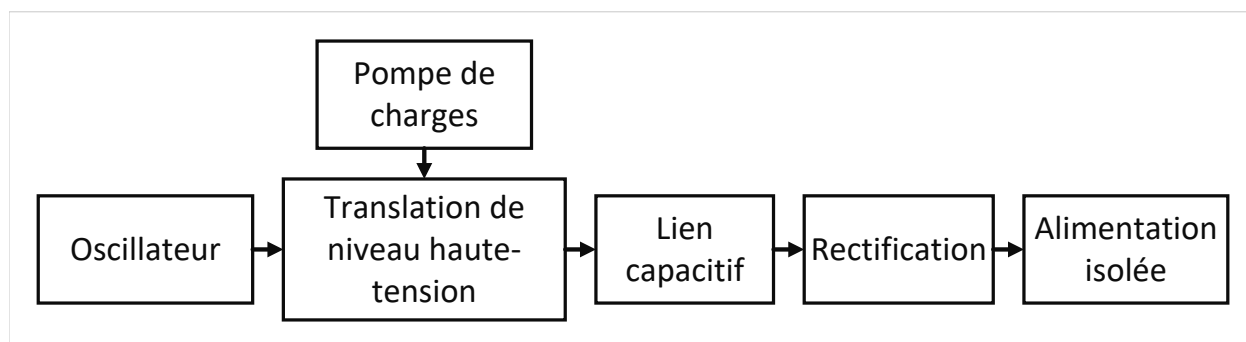 Pompe de
charges
Oscillateur
Translation de
niveau haute-
tension
Lien
capacitif
Rectification
Alimentation
isolée